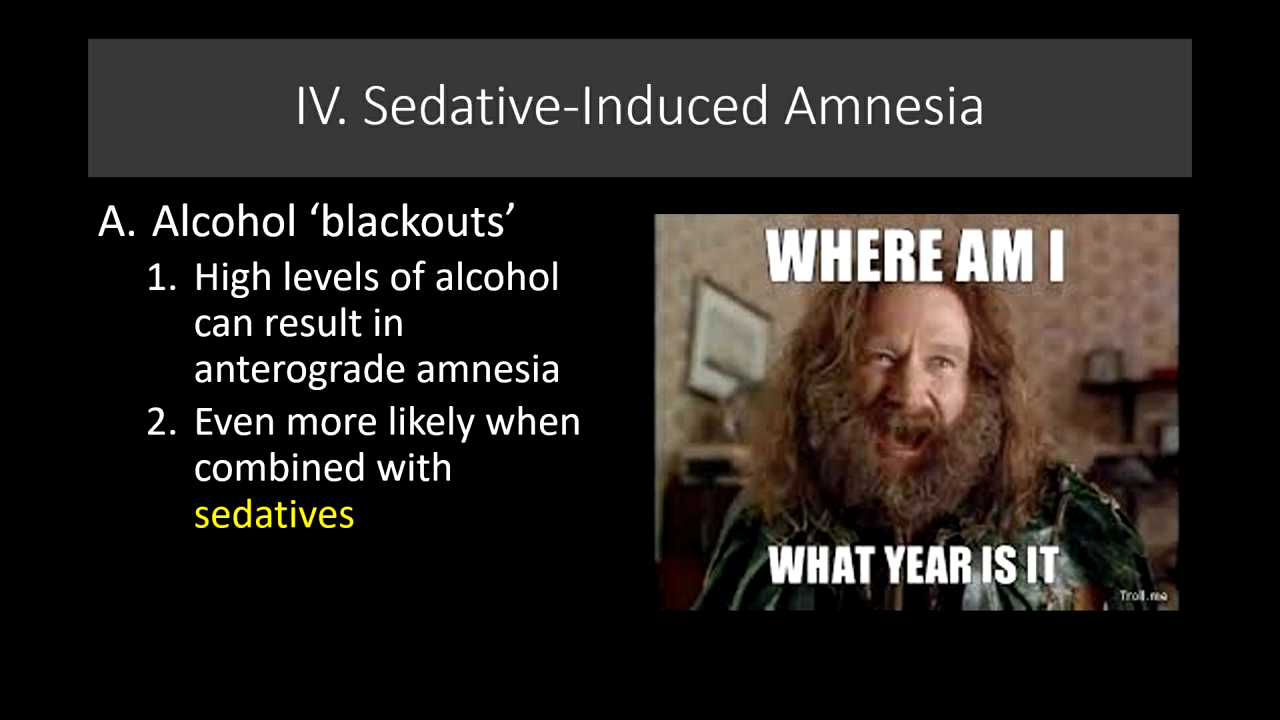 IV. Sedative-Induced Amnesia
A. Alcohol ‘blackouts’
1. High levels of alcohol
can result in
anterograde amnesia
2. Even more likely when
combined with
sedatives
WHERE AM I
WHAT YEAR IS IT
Troll.me